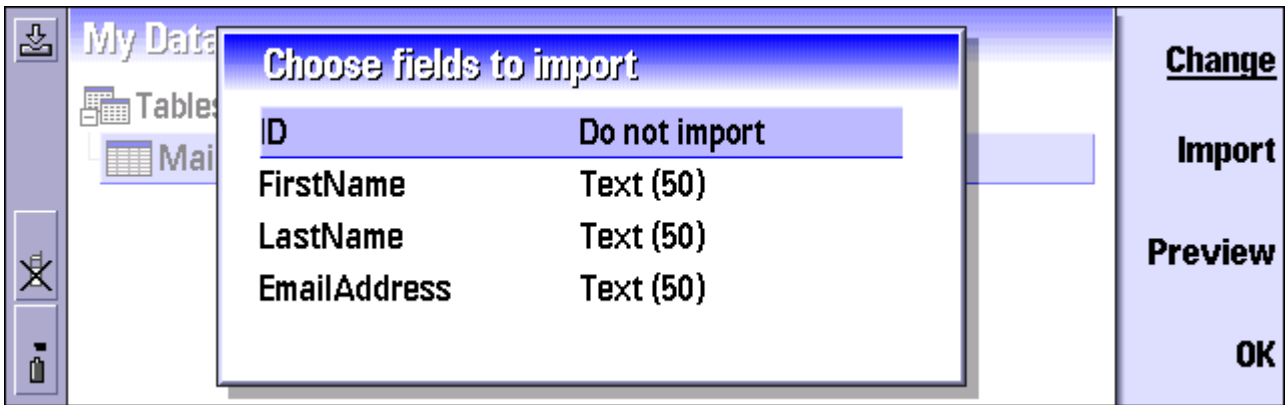 My Data
Choose fields to import
Tables
Mai
ID Do not import
FirstName Text (50)
LastName Text (50)
EmailAddress Text (50)
Change
Import
Preview
OK